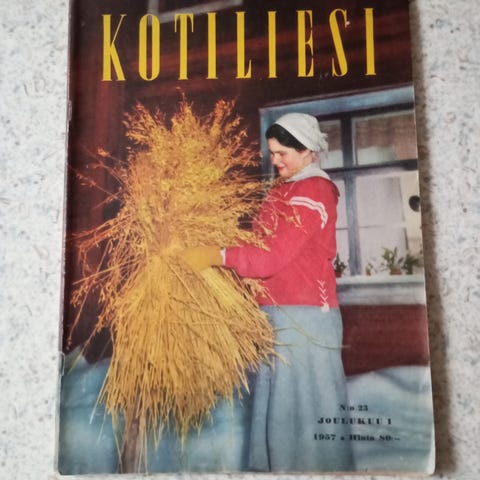 KOTILIESI
N:o 23
JOULUKUU 1
1957 • Hinta 80:—